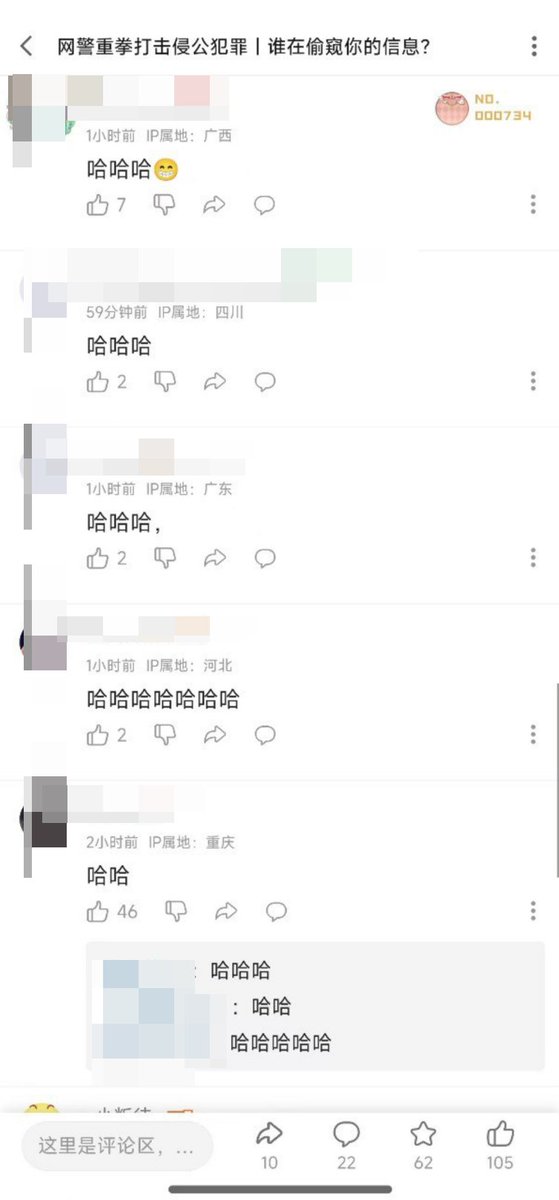 网警重拳打击侵公犯罪丨谁在偷窥你的信息？
NO.
000734
1小时前 IP属地：广西
哈哈哈😁
7
59分钟前 IP属地：四川
哈哈哈
2
1小时前 IP属地：广东
哈哈哈，
2
1小时前 IP属地：河北
哈哈哈哈哈哈哈
2
2小时前 IP属地：重庆
哈哈
46
：哈哈哈
：哈哈
哈哈哈哈哈
这里是评论区，...
10
22
62
105